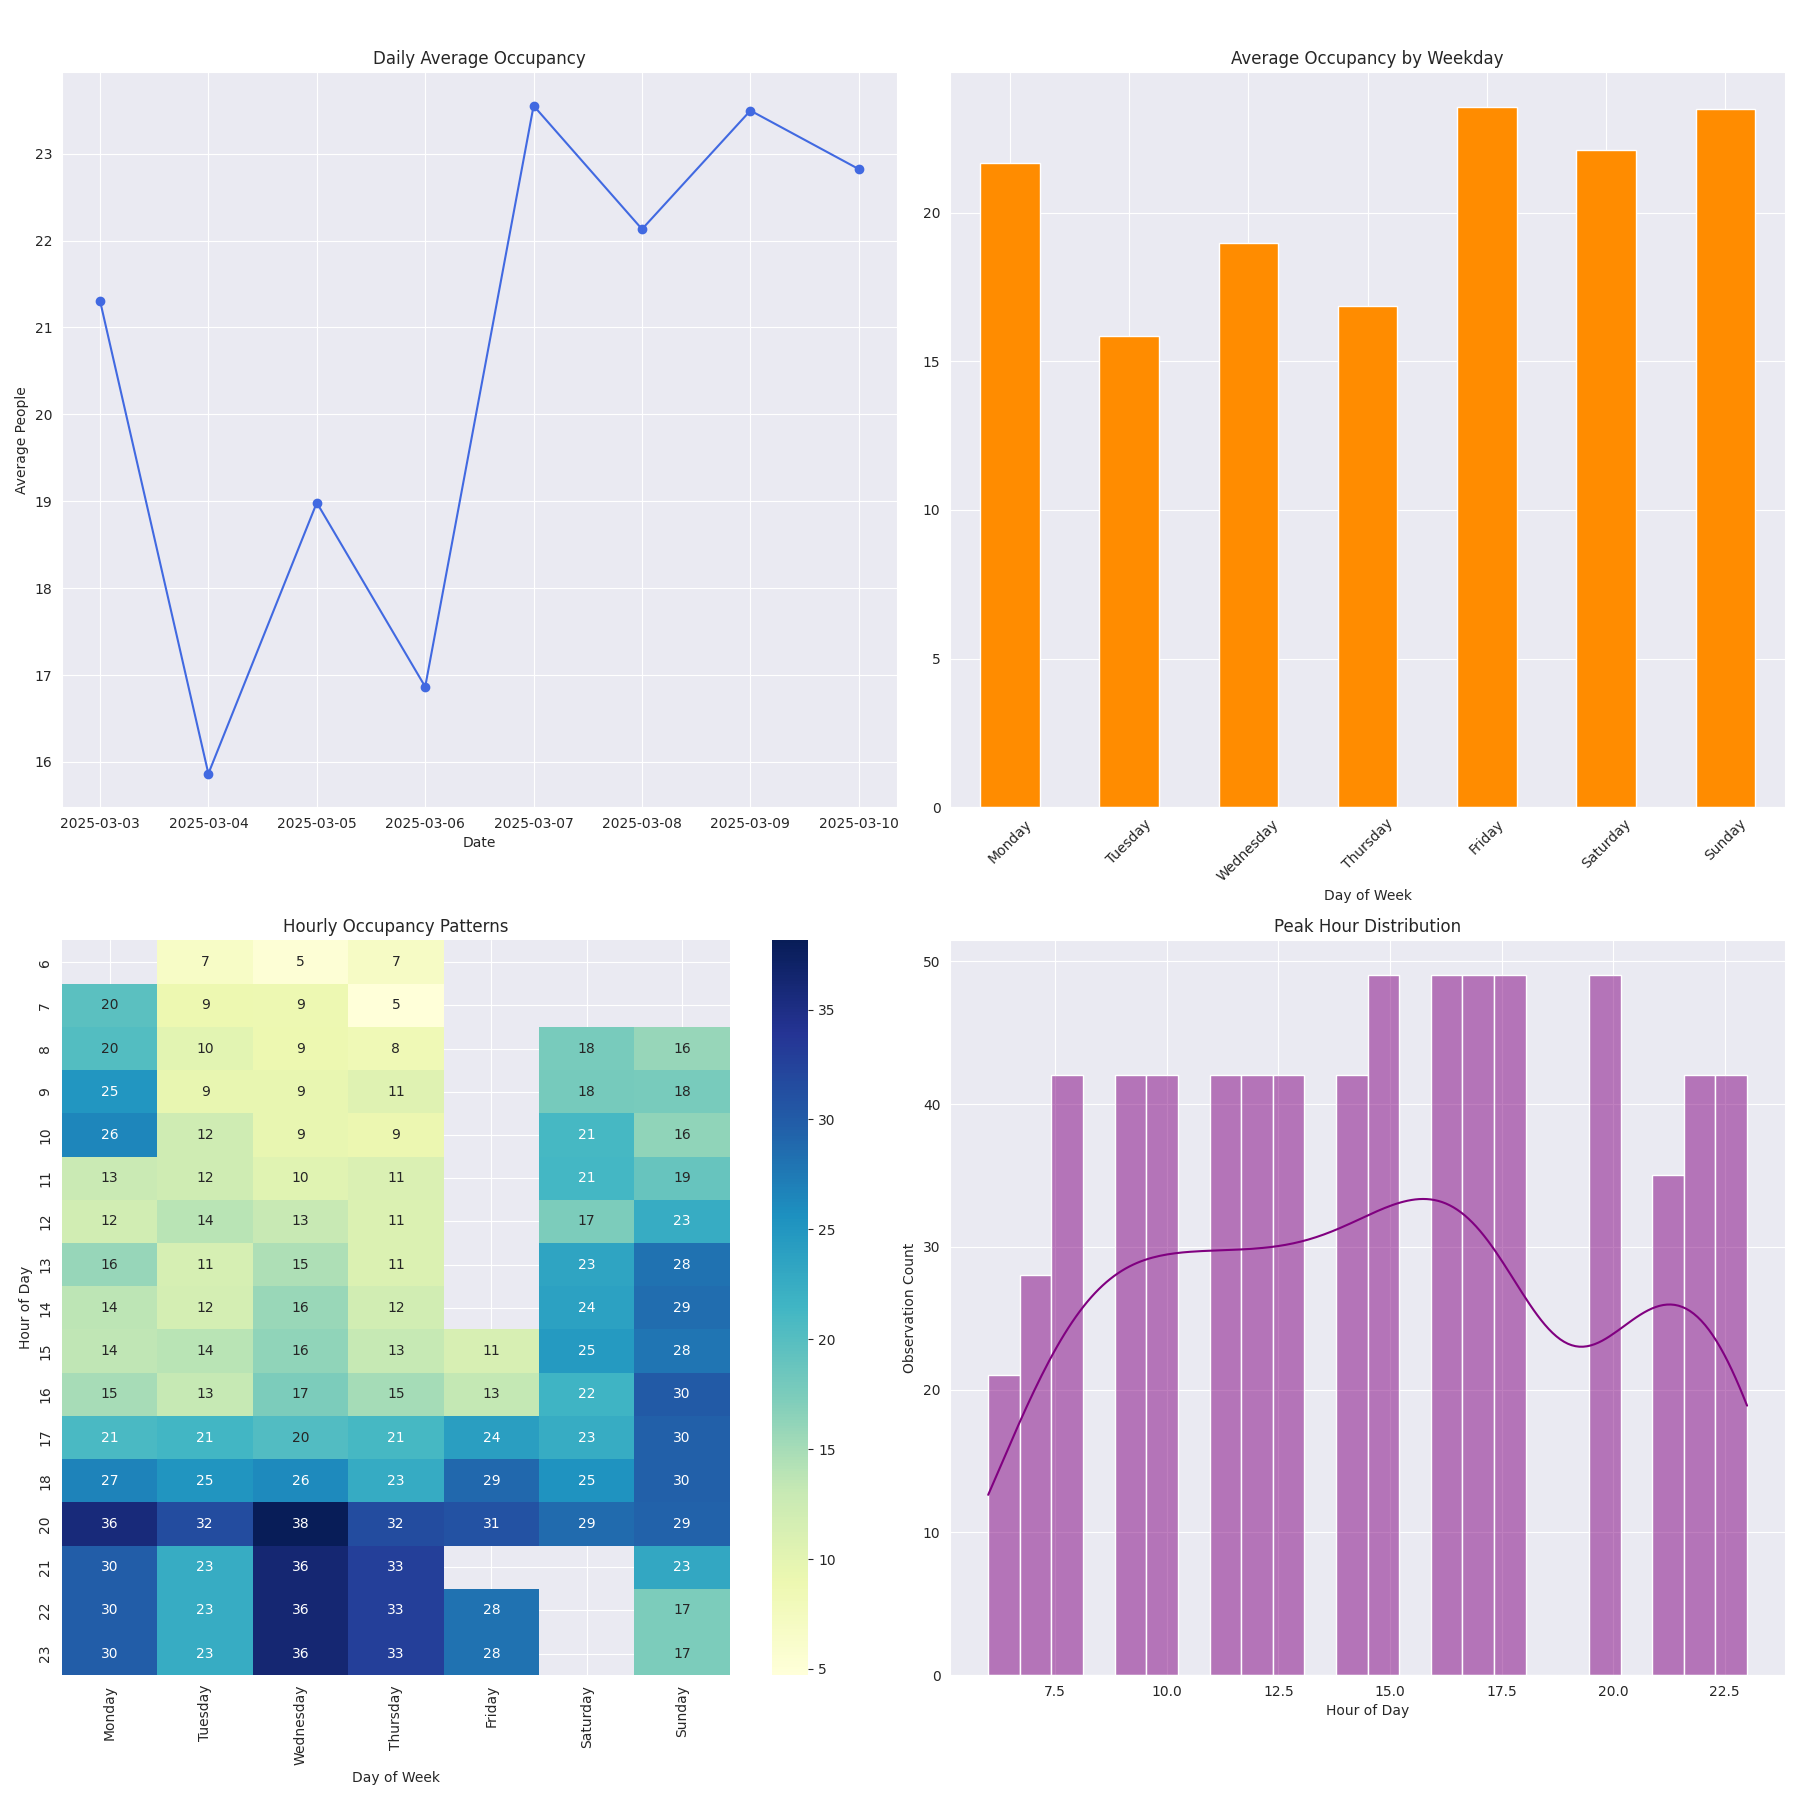 Daily Average Occupancy
Average People
23
22
21
20
19
18
17
16
2025-03-03 2025-03-04 2025-03-05 2025-03-06 2025-03-07 2025-03-08 2025-03-09 2025-03-10
Date
Average Occupancy by Weekday
20
15
10
5
0
Monday Tuesday Wednesday Thursday Friday Saturday Sunday
Day of Week
Hourly Occupancy Patterns
Hour of Day
6 7 5 7
7 20 9 9 5
8 20 10 9 8 18 16
9 25 9 9 11 18 18
10 26 12 9 9 21 16
11 13 12 10 11 21 19
12 12 14 13 11 17 23
13 16 11 15 11 23 28
14 14 12 16 12 24 29
15 14 14 16 13 11 25 28
16 15 13 17 15 13 22 30
17 21 21 20 21 24 23 30
18 27 25 26 23 29 25 30
20 36 32 38 32 31 29 29
21 30 23 36 33 23
22 30 23 36 33 28 17
23 30 23 36 33 28 17
Monday Tuesday Wednesday Thursday Friday Saturday Sunday
Day of Week
35
30
25
20
15
10
5
Peak Hour Distribution
Observation Count
50
40
30
20
10
0
7.5 10.0 12.5 15.0 17.5 20.0 22.5
Hour of Day